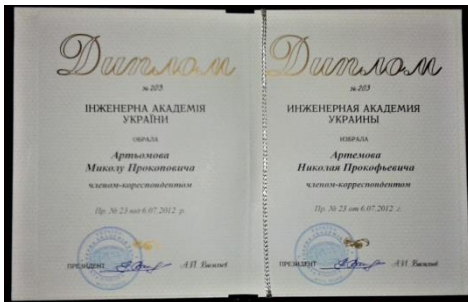 Диплом
№ 203
ІНЖЕНЕРНА АКАДЕМІЯ
УКРАЇНИ
ОБРАЛА
Артьомова
Миколу Прокоповича
членом-кореспондентом
Пр. № 23 від 6.07.2012 р.
ПРЕЗИДЕНТ
Диплом
№ 203
ИНЖЕНЕРНАЯ АКАДЕМИЯ
УКРАИНЫ
ИЗБРАЛА
Артемова
Николая Прокофьевича
членом-корреспондентом
Пр. № 23 от 6.07.2012 г.
ПРЕЗИДЕНТ